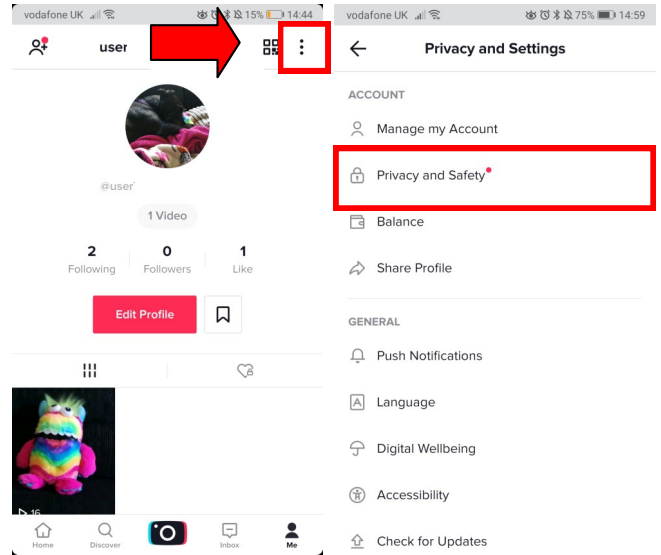 vodafone UK 15% 14:44
user
@user
1 Video
2 0 1
Following Followers Like
Edit Profile
16
Home Discover Inbox Me
vodafone UK 75% 14:59
Privacy and Settings
ACCOUNT
Manage my Account
Privacy and Safety
Balance
Share Profile
GENERAL
Push Notifications
A Language
Digital Wellbeing
Accessibility
Check for Updates